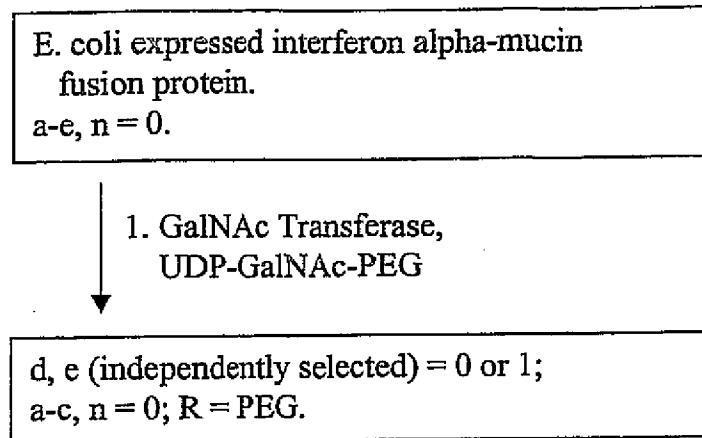 E. coli expressed interferon alpha-mucin
fusion protein.
a-e, n = 0.
1. GalNAc Transferase,
UDP-GalNAc-PEG
d, e (independently selected) = 0 or 1;
a-c, n = 0; R = PEG.